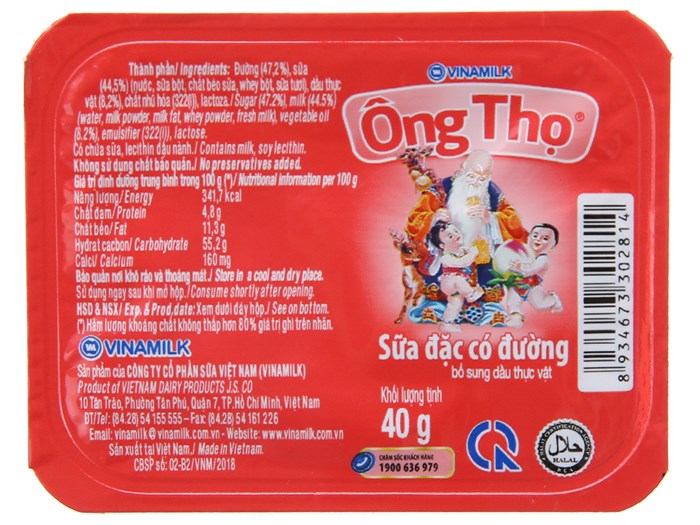 Thành phần/ Ingredients: Đường (47,2%), sữa
(44,5%) (nước, sữa bột, chất béo sữa, whey bột, sữa tươi), dầu thực
vật (8,2%), chất nhũ hóa (322(i)), lactoza./ Sugar (47.2%), milk (44.5%)
(water, milk powder, milk fat, whey powder, fresh milk), vegetable oil
(8.2%), emulsifier (322(i)), lactose.
Có chứa sữa, lecithin đậu nành./ Contains milk, soy lecithin.
Không sử dụng chất bảo quản./ No preservatives added.
Giá trị dinh dưỡng trung bình trong 100 g (*)/ Nutritional information per 100 g
Năng lượng/ Energy 341,7 kcal
Chất đạm/ Protein 4,8 g
Chất béo/ Fat 11,3 g
Hydrat cacbon/ Carbohydrate 55,2 g
Calci/ Calcium 160 mg
Bảo quản nơi khô ráo và thoáng mát./ Store in a cool and dry place.
Sử dụng ngay sau khi mở hộp./ Consume shortly after opening.
HSD & NSX/ Exp. & Prod.date: Xem dưới đáy hộp./ See on bottom.
(*) Hàm lượng khoáng chất không thấp hơn 80% giá trị ghi trên nhãn.
VINAMILK
Sản phẩm của CÔNG TY CỔ PHẦN SỮA VIỆT NAM (VINAMILK)
Product of VIETNAM DAIRY PRODUCTS J.S. CO
10 Tân Trào, Phường Tân Phú, Quận 7, TP. Hồ Chí Minh, Việt Nam
ĐT/Tel: (84.28) 54 155 555 – Fax: (84.28) 54 161 226
Email: vinamilk@vinamilk.com.vn - Website: www.vinamilk.com.vn
Sản xuất tại Việt Nam./ Made in Vietnam.
CBSP số: 02-B2/VNM/2018
VINAMILK
Ông Thọ®
Sữa đặc có đường
bổ sung dầu thực vật
Khối lượng tịnh
40 g
CHĂM SÓC KHÁCH HÀNG
1900 636 979
8 934673 302814
حلال
HALAL